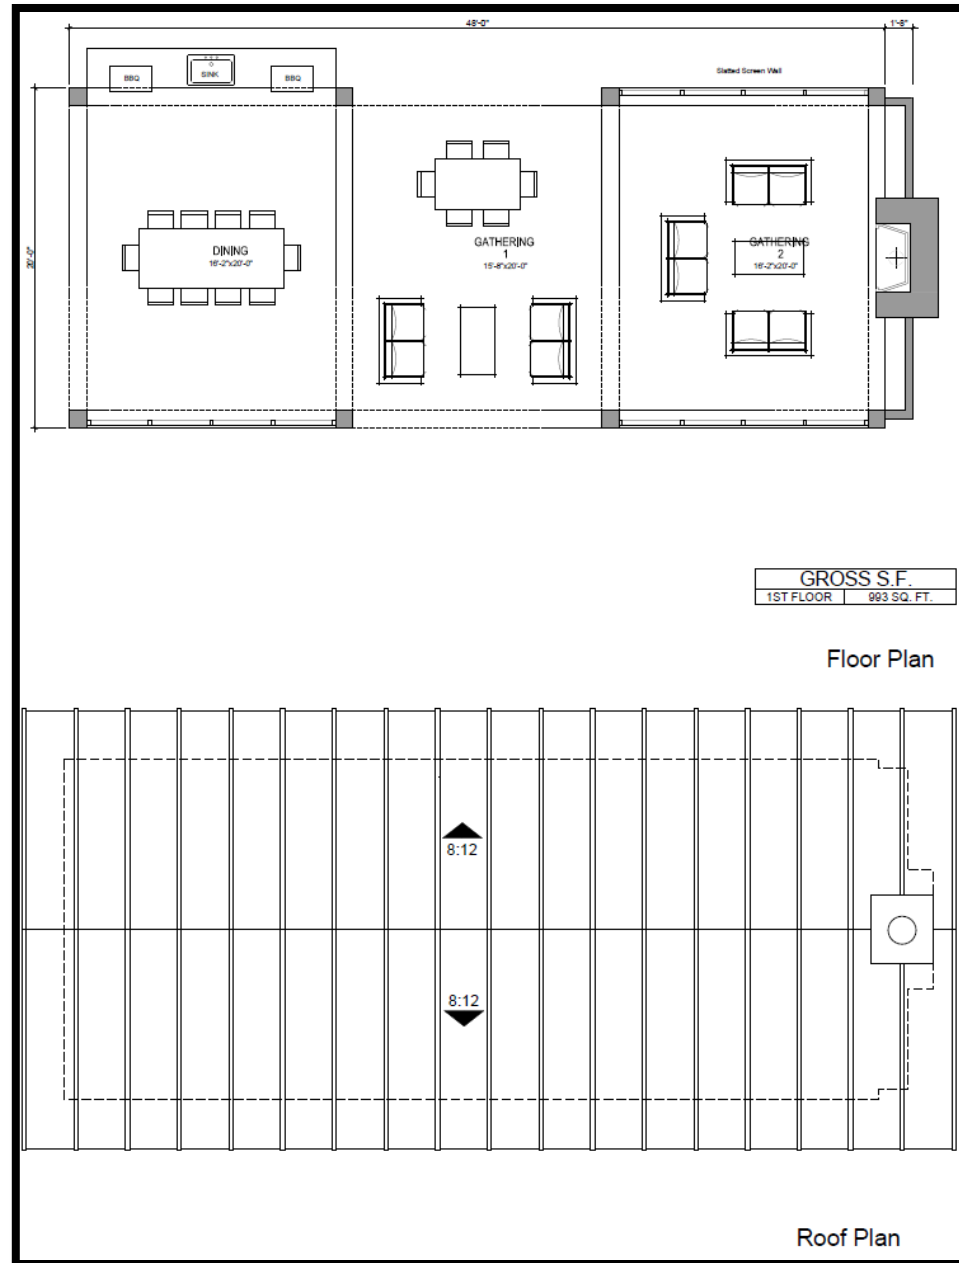 48'-0"
1'-8"
Slatted Screen Wall
BBQ
SINK
BBQ
20'-0"
DINING
16'-2"x20'-0"
GATHERING
1
15'-8"x20'-0"
GATHERING
2
16'-2"x20'-0"
GROSS S.F.
1ST FLOOR 993 SQ. FT.
Floor Plan
8:12
8:12
Roof Plan